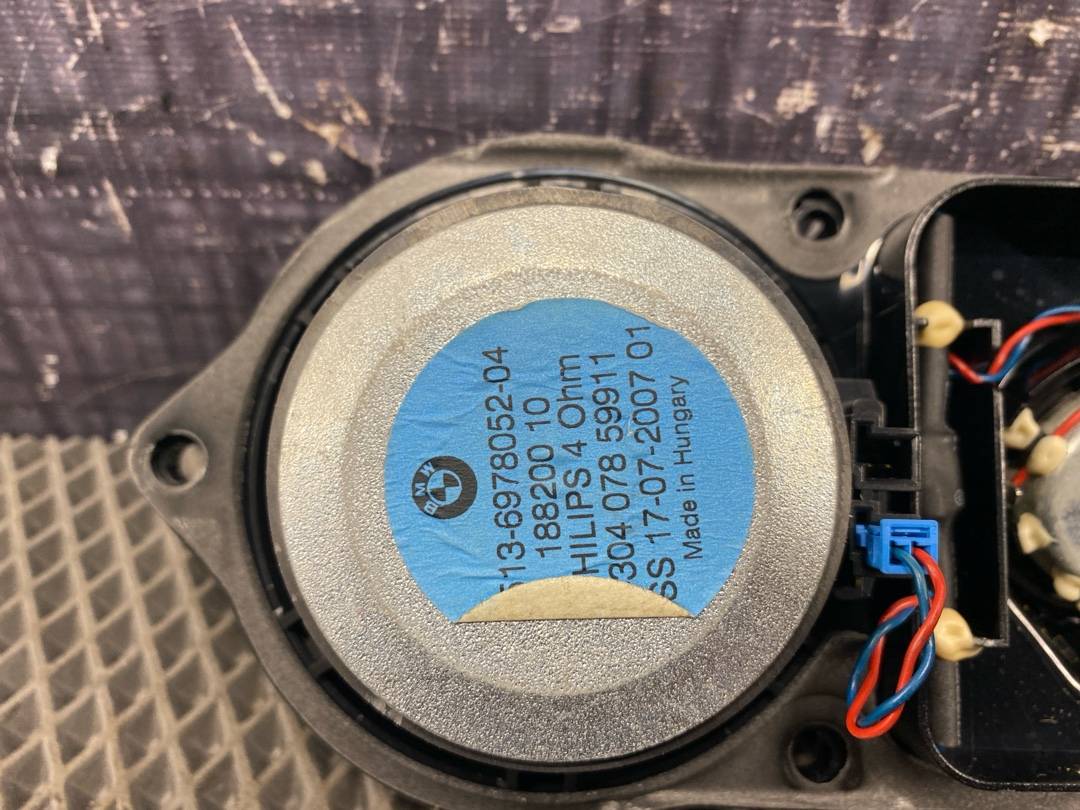 BMW
513-6978052-04
188200 10
HILIPS 4 Ohm
304 078 59911
SS 17-07-2007 01
Made in Hungary